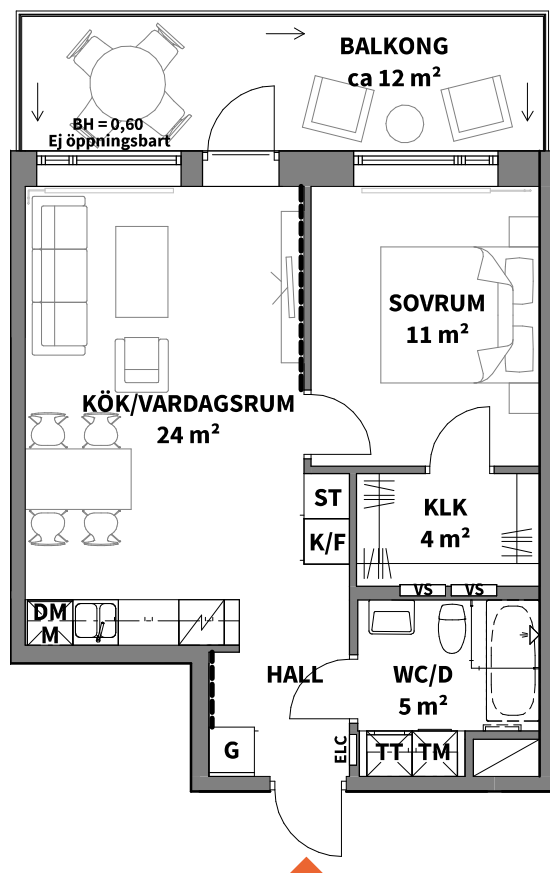 BALKONG
ca 12 m²
BH = 0,60
Ej öppningsbart
SOVRUM
11 m²
KÖK/VARDAGSRUM
24 m²
ST
K/F
KLK
4 m²
VS VS
DM
M
HALL
WC/D
5 m²
G
ELC
TT TM